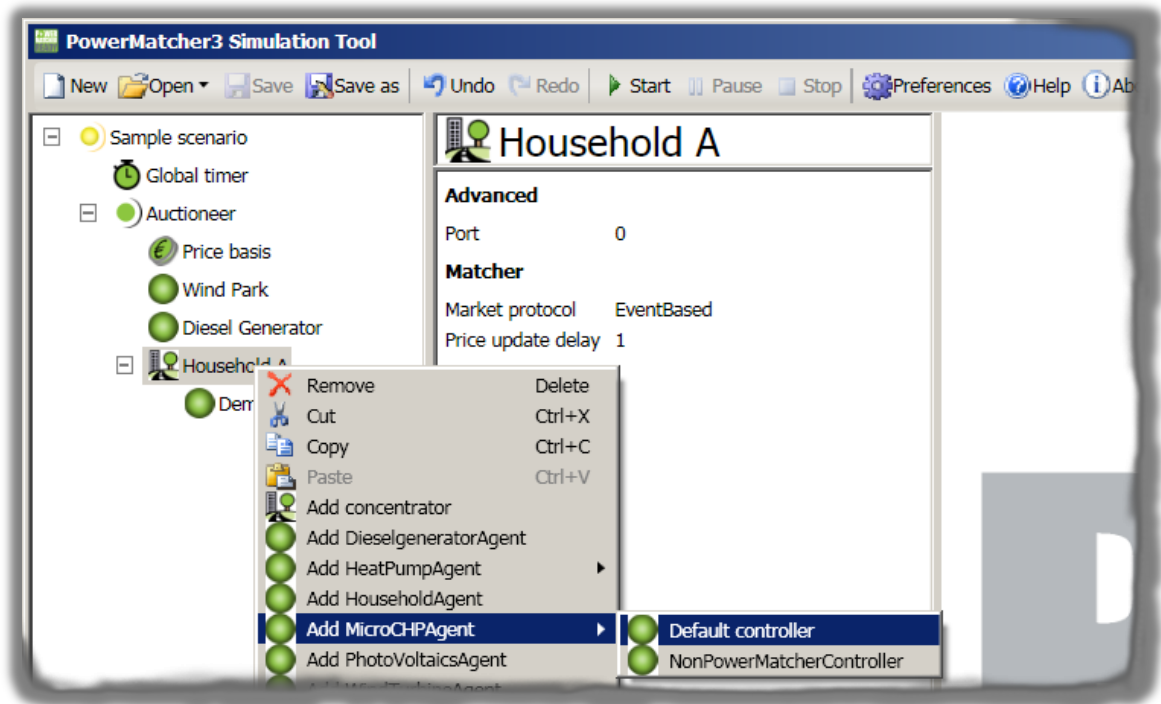 PowerMatcher3 Simulation Tool
New Open Save Save as Undo Redo Start Pause Stop Preferences Help
Sample scenario
Global timer
Auctioneer
Price basis
Wind Park
Diesel Generator
Household A
Household A
Advanced
Port 0
Matcher
Market protocol EventBased
Price update delay 1
Remove Delete
Cut Ctrl+X
Copy Ctrl+C
Paste Ctrl+V
Add concentrator
Add DieselgeneratorAgent
Add HeatPumpAgent
Add HouseholdAgent
Add MicroCHPAgent
Add PhotoVoltaicsAgent
Default controller
NonPowerMatcherController